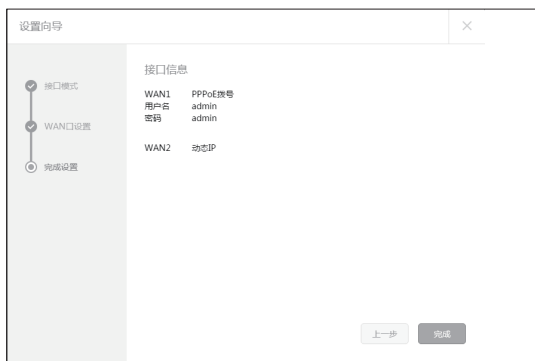 设置向导
接口模式
WAN口设置
完成设置
接口信息
WAN1 PPPoE拨号
用户名 admin
密码 admin
WAN2 动态IP
上一步 完成